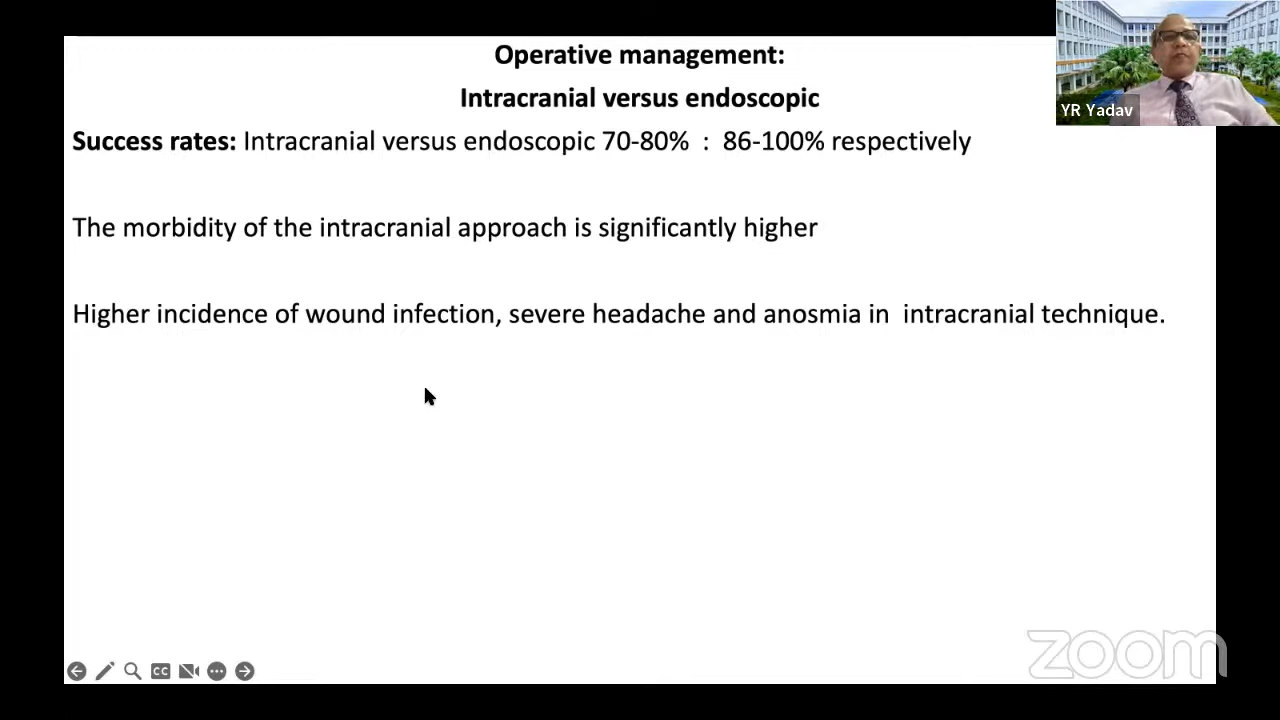 Operative management:
Intracranial versus endoscopic
YR Yadav
Success rates: Intracranial versus endoscopic 70-80% : 86-100% respectively
The morbidity of the intracranial approach is significantly higher
Higher incidence of wound infection, severe headache and anosmia in intracranial technique.
CC
zoom